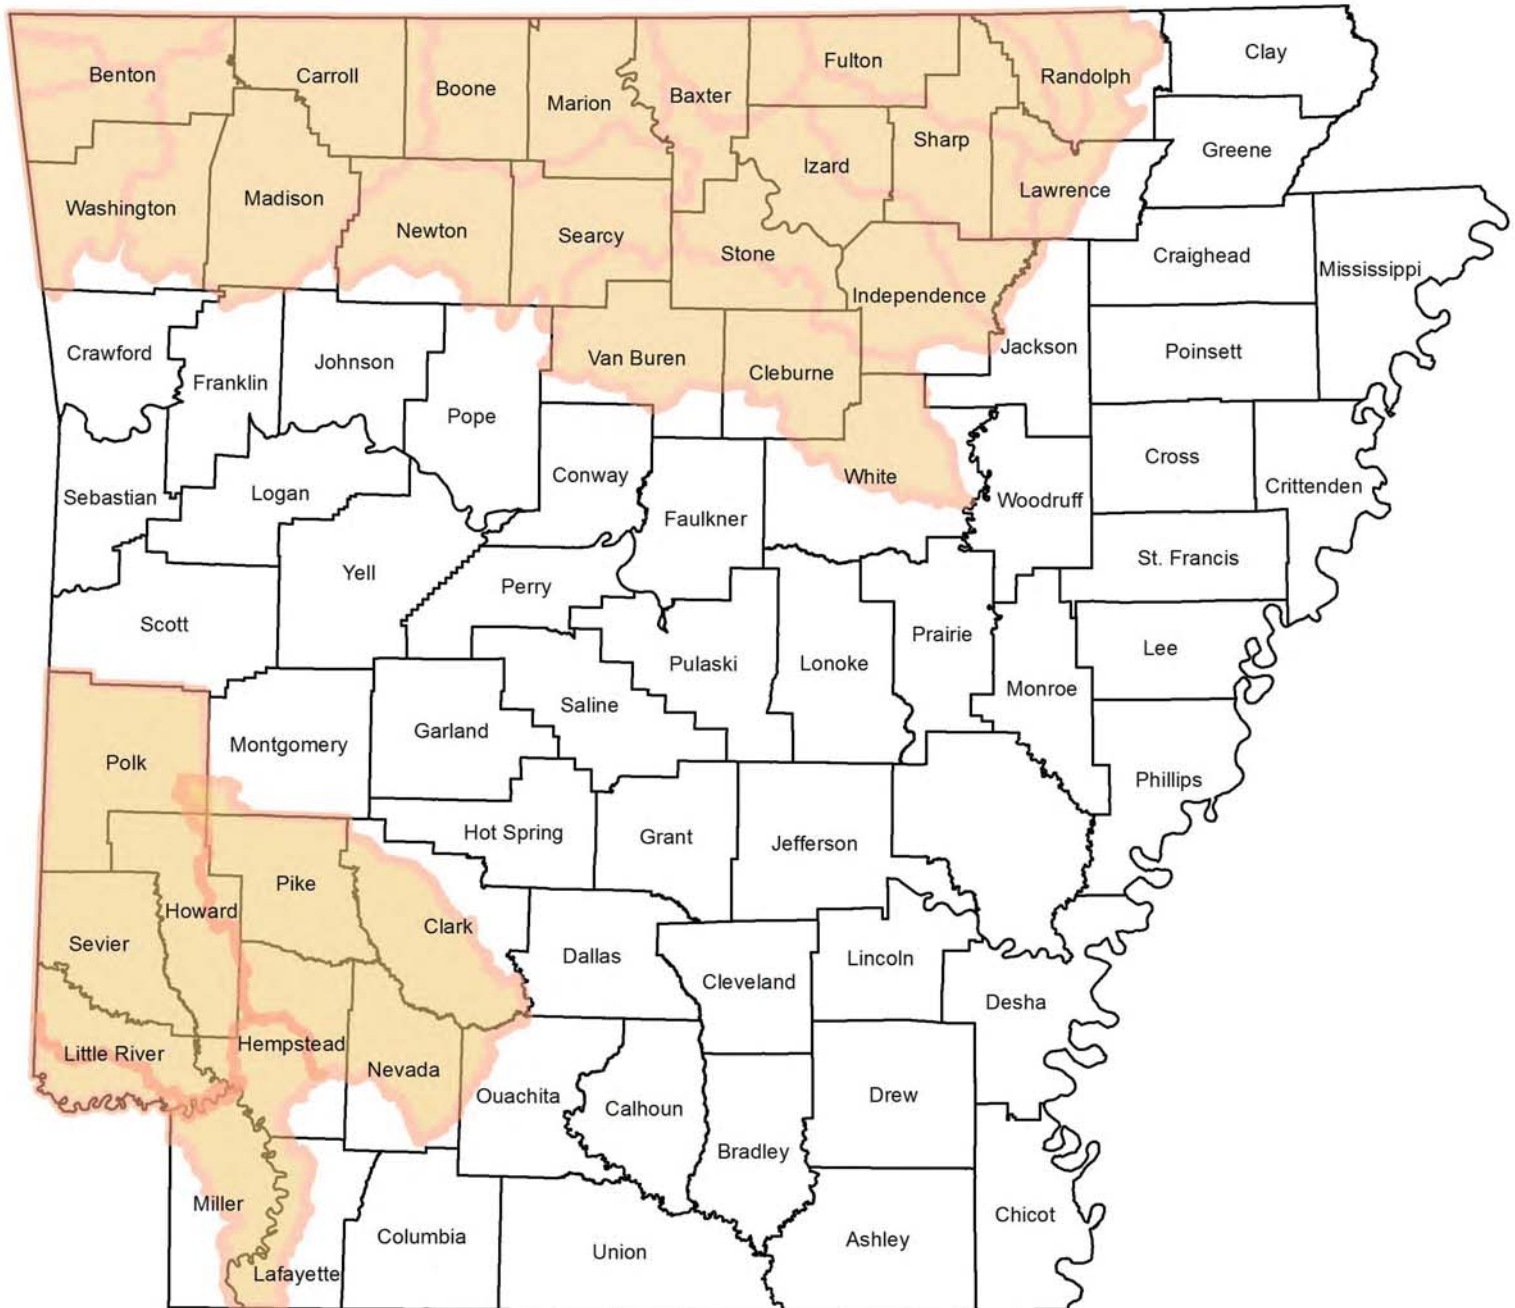 Benton
Carroll
Boone
Marion
Baxter
Fulton
Randolph
Clay
Washington
Madison
Newton
Searcy
Stone
Izard
Sharp
Lawrence
Greene
Independence
Craighead
Mississippi
Crawford
Franklin
Johnson
Pope
Van Buren
Cleburne
Jackson
Poinsett
Sebastian
Logan
Conway
Faulkner
White
Woodruff
Cross
Crittenden
Scott
Yell
Perry
Pulaski
Lonoke
Prairie
Monroe
St. Francis
Lee
Polk
Montgomery
Garland
Saline
Hot Spring
Grant
Jefferson
Phillips
Howard
Pike
Clark
Sevier
Dallas
Cleveland
Lincoln
Desha
Little River
Hempstead
Nevada
Ouachita
Calhoun
Bradley
Drew
Miller
Lafayette
Columbia
Union
Ashley
Chicot